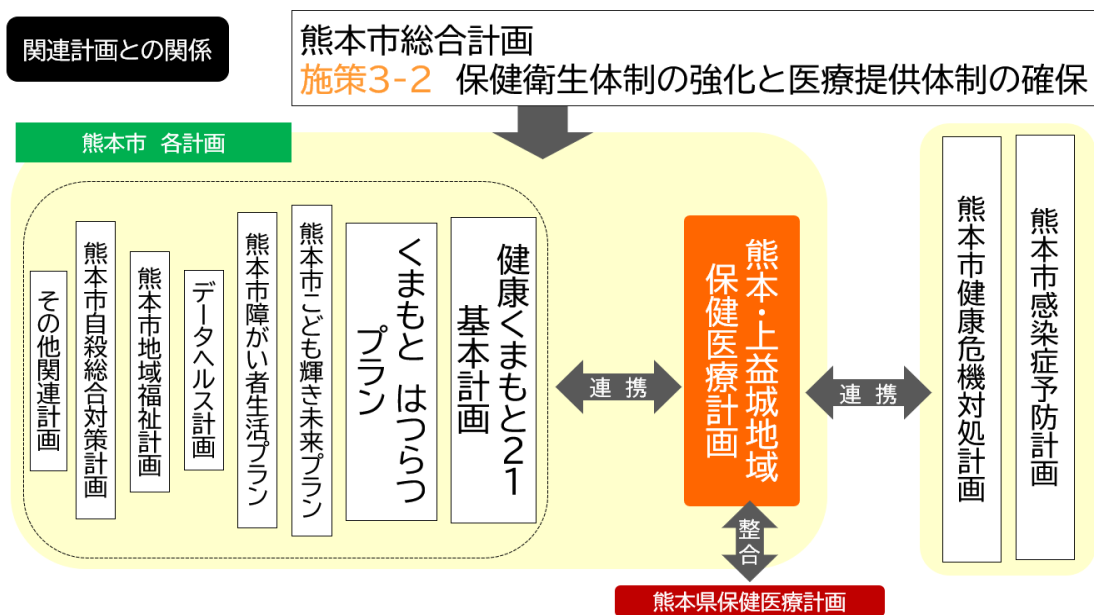 関連計画との関係
熊本市総合計画
施策3-2 保健衛生体制の強化と医療提供体制の確保
熊本市 各計画
健康くまもと21
基本計画
くまもと はつらつ
プラン
熊本市こども輝き未来プラン
熊本市障がい者生活プラン
データヘルス計画
熊本市地域福祉計画
熊本市自殺総合対策計画
その他関連計画
連 携
熊本・上益城地域
保健医療計画
連 携
熊本市感染症予防計画
熊本市健康危機対処計画
整合
熊本県保健医療計画